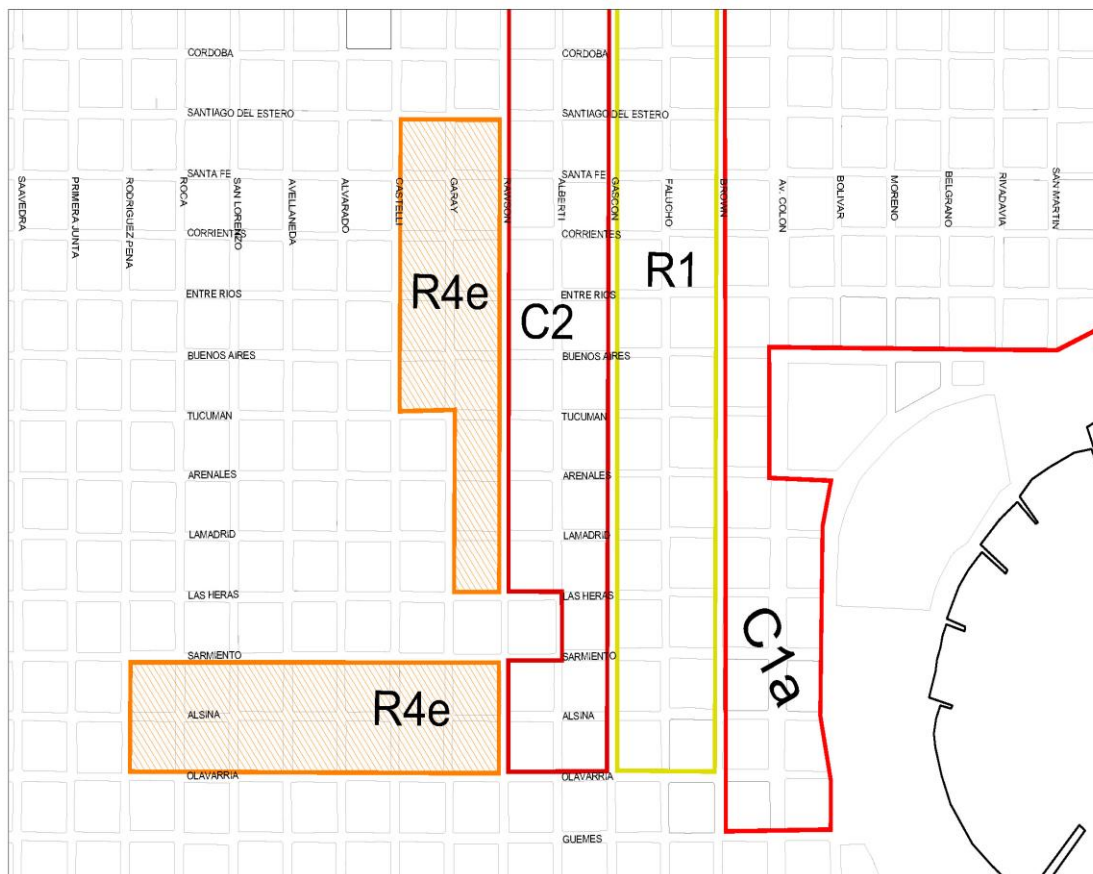 CORDOBA
CORDOBA
SANTIAGO DEL ESTERO
SANTIAGO DEL ESTERO
SANTA FE
SANTA FE
SAAVEDRA
PRIMERA JUNTA
RODRIGUEZ PENA
ROCA
SAN LORENZO
AVELLANEDA
ALVARADO
CASTELLI
GARAY
RAWSON
ALBERTI
GASCON
FALUCHO
BROWN
Av. COLON
BOLIVAR
MORENO
BELGRANO
RIVADAVIA
SAN MARTIN
CORRIENTES
CORRIENTES
R4e
R1
ENTRE RIOS
ENTRE RIOS
C2
BUENOS AIRES
BUENOS AIRES
TUCUMAN
TUCUMAN
ARENALES
ARENALES
LAMADRID
LAMADRID
LAS HERAS
LAS HERAS
C1a
SARMIENTO
SARMIENTO
R4e
ALSINA
ALSINA
OLAVARRIA
OLAVARRIA
GUEMES